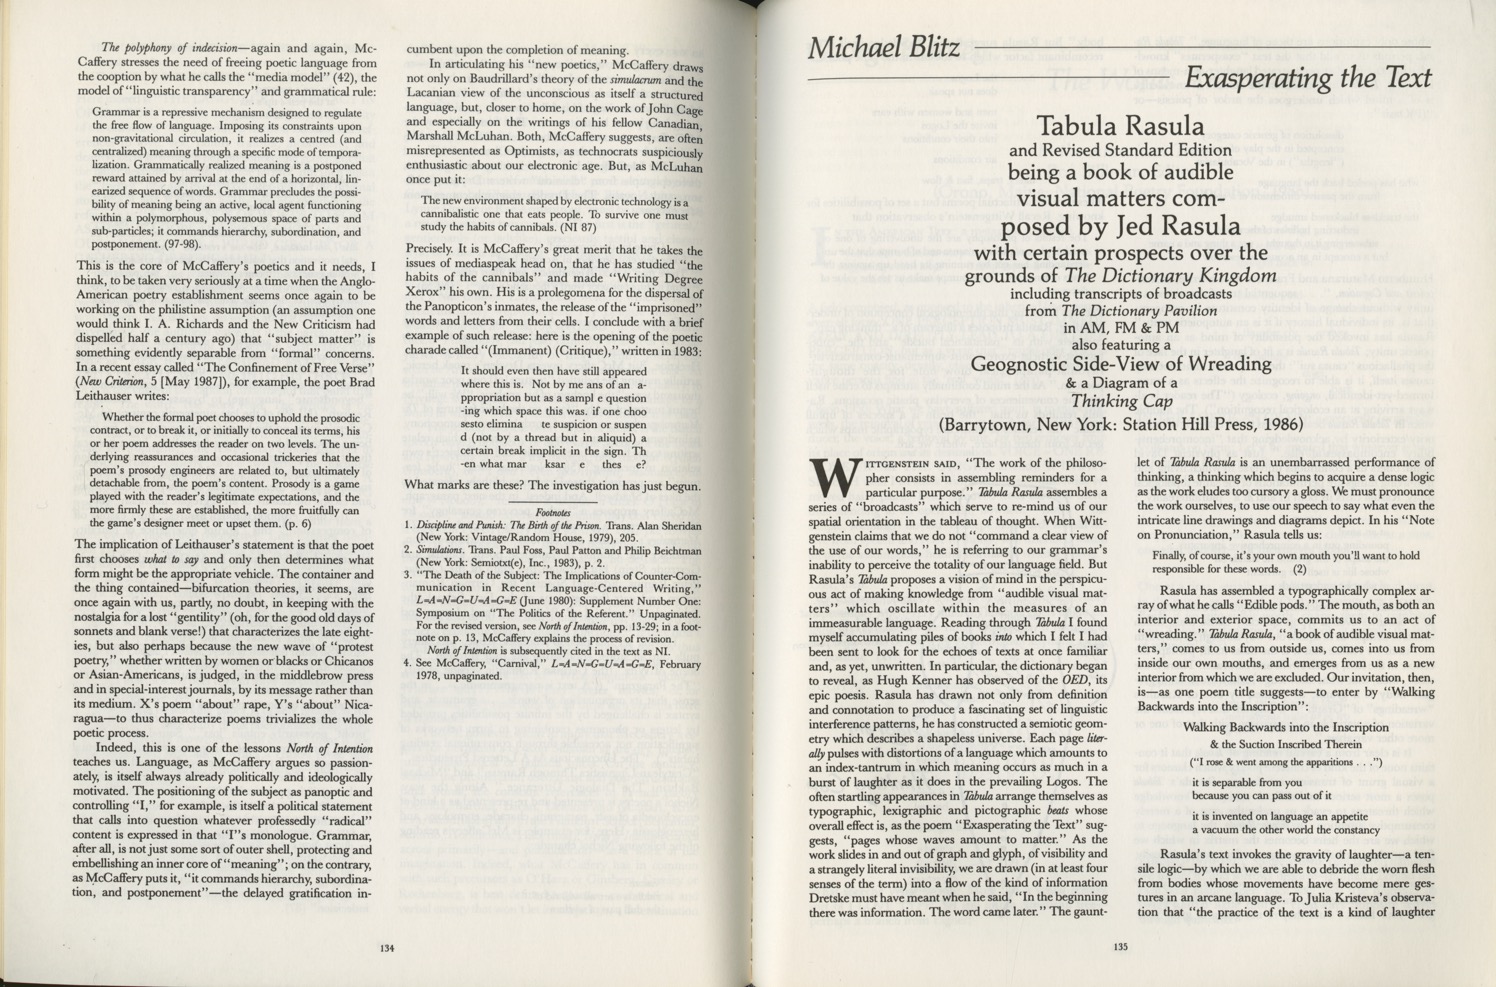 The polyphony of indecision—again and again, Mc-
Caffery stresses the need of freeing poetic language from
the cooption by what he calls the "media model" (42), the
model of "linguistic transparency" and grammatical rule:
Grammar is a repressive mechanism designed to regulate
the free flow of language. Imposing its constraints upon
non-gravitational circulation, it realizes a centred (and
centralized) meaning through a specific mode of tempora-
lization. Grammatically realized meaning is a postponed
reward attained by arrival at the end of a horizontal, lin-
earized sequence of words. Grammar precludes the possi-
bility of meaning being an active, local agent functioning
within a polymorphous, polysemous space of parts and
sub-particles; it commands hierarchy, subordination, and
postponement. (97-98).
This is the core of McCaffery's poetics and it needs, I
think, to be taken very seriously at a time when the Anglo-
American poetry establishment seems once again to be
working on the philistine assumption (an assumption one
would think I. A. Richards and the New Criticism had
dispelled half a century ago) that "subject matter" is
something evidently separable from "formal" concerns.
In a recent essay called "The Confinement of Free Verse"
(New Criterion, 5 [May 1987]), for example, the poet Brad
Leithauser writes:
Whether the formal poet chooses to uphold the prosodic
contract, or to break it, or initially to conceal its terms, his
or her poem addresses the reader on two levels. The un-
derlying reassurances and occasional trickeries that the
poem's prosody engineers are related to, but ultimately
detachable from, the poem's content. Prosody is a game
played with the reader's legitimate expectations, and the
more firmly these are established, the more fruitfully can
the game's designer meet or upset them. (p. 6)
The implication of Leithauser's statement is that the poet
first chooses what to say and only then determines what
form might be the appropriate vehicle. The container and
the thing contained—bifurcation theories, it seems, are
once again with us, partly, no doubt, in keeping with the
nostalgia for a lost "gentility" (oh, for the good old days of
sonnets and blank verse!) that characterizes the late eight-
ies, but also perhaps because the new wave of "protest
poetry," whether written by women or blacks or Chicanos
or Asian-Americans, is judged, in the middlebrow press
and in special-interest journals, by its message rather than
its medium. X's poem "about" rape, Y's "about" Nica-
ragua—to thus characterize poems trivializes the whole
poetic process.
Indeed, this is one of the lessons North of Intention
teaches us. Language, as McCaffery argues so passion-
ately, is itself always already politically and ideologically
motivated. The positioning of the subject as panoptic and
controlling "I," for example, is itself a political statement
that calls into question whatever professedly "radical"
content is expressed in that "I"'s monologue. Grammar,
after all, is not just some sort of outer shell, protecting and
embellishing an inner core of "meaning"; on the contrary,
as McCaffery puts it, "it commands hierarchy, subordina-
tion, and postponement"—the delayed gratification in-
cumbent upon the completion of meaning.
In articulating his "new poetics," McCaffery draws
not only on Baudrillard's theory of the simulacrum and the
Lacanian view of the unconscious as itself a structured
language, but, closer to home, on the work of John Cage
and especially on the writings of his fellow Canadian,
Marshall McLuhan. Both, McCaffery suggests, are often
misrepresented as Optimists, as technocrats suspiciously
enthusiastic about our electronic age. But, as McLuhan
once put it:
The new environment shaped by electronic technology is a
cannibalistic one that eats people. To survive one must
study the habits of cannibals. (NI 87)
Precisely. It is McCaffery's great merit that he takes the
issues of mediaspeak head on, that he has studied "the
habits of the cannibals" and made "Writing Degree
Xerox" his own. His is a prolegomena for the dispersal of
the Panopticon's inmates, the release of the "imprisoned"
words and letters from their cells. I conclude with a brief
example of such release: here is the opening of the poetic
charade called "(Immanent) (Critique)," written in 1983:
It should even then have still appeared
where this is. Not by me ans of an a-
ppropriation but as a sampl e question
-ing which space this was. if one choo
sesto elimina te suspicion or suspen
d (not by a thread but in aliquid) a
certain break implicit in the sign. Th
-en what mar ksar e thes e?
What marks are these? The investigation has just begun.
Footnotes
1. Discipline and Punish: The Birth of the Prison. Trans. Alan Sheridan
(New York: Vintage/Random House, 1979), 205.
2. Simulations. Trans. Paul Foss, Paul Patton and Philip Beichtman
(New York: Semiotxt(e), Inc., 1983), p. 2.
3. "The Death of the Subject: The Implications of Counter-Com-
munication in Recent Language-Centered Writing,"
L=A=N=G=U=A=G=E (June 1980): Supplement Number One:
Symposium on "The Politics of the Referent." Unpaginated.
For the revised version, see North of Intention, pp. 13-29; in a foot-
note on p. 13, McCaffery explains the process of revision.
North of Intention is subsequently cited in the text as NI.
4. See McCaffery, "Carnival," L=A=N=G=U=A=G=E, February
1978, unpaginated.
134
Michael Blitz
Exasperating the Text
Tabula Rasula
and Revised Standard Edition
being a book of audible
visual matters com-
posed by Jed Rasula
with certain prospects over the
grounds of The Dictionary Kingdom
including transcripts of broadcasts
from The Dictionary Pavilion
in AM, FM & PM
also featuring a
Geognostic Side-View of Wreading
& a Diagram of a
Thinking Cap
(Barrytown, New York: Station Hill Press, 1986)
WITTGENSTEIN SAID, "The work of the philoso-
pher consists in assembling reminders for a
particular purpose." Tabula Rasula assembles a
series of "broadcasts" which serve to re-mind us of our
spatial orientation in the tableau of thought. When Witt-
genstein claims that we do not "command a clear view of
the use of our words," he is referring to our grammar's
inability to perceive the totality of our language field. But
Rasula's Tabula proposes a vision of mind in the perspicu-
ous act of making knowledge from "audible visual mat-
ters" which oscillate within the measures of an
immeasurable language. Reading through Tabula I found
myself accumulating piles of books into which I felt I had
been sent to look for the echoes of texts at once familiar
and, as yet, unwritten. In particular, the dictionary began
to reveal, as Hugh Kenner has observed of the OED, its
epic poesis. Rasula has drawn not only from definition
and connotation to produce a fascinating set of linguistic
interference patterns, he has constructed a semiotic geom-
etry which describes a shapeless universe. Each page liter-
ally pulses with distortions of a language which amounts to
an index-tantrum in which meaning occurs as much in a
burst of laughter as it does in the prevailing Logos. The
often startling appearances in Tabula arrange themselves as
typographic, lexigraphic and pictographic beats whose
overall effect is, as the poem "Exasperating the Text" sug-
gests, "pages whose waves amount to matter." As the
work slides in and out of graph and glyph, of visibility and
a strangely literal invisibility, we are drawn (in at least four
senses of the term) into a flow of the kind of information
Dretske must have meant when he said, "In the beginning
there was information. The word came later." The gaunt-
let of Tabula Rasula is an unembarrassed performance of
thinking, a thinking which begins to acquire a dense logic
as the work eludes too cursory a gloss. We must pronounce
the work ourselves, to use our speech to say what even the
intricate line drawings and diagrams depict. In his "Note
on Pronunciation," Rasula tells us:
Finally, of course, it's your own mouth you'll want to hold
responsible for these words. (2)
Rasula has assembled a typographically complex ar-
ray of what he calls "Edible pods." The mouth, as both an
interior and exterior space, commits us to an act of
"wreading." Tabula Rasula, "a book of audible visual mat-
ters," comes to us from outside us, comes into us from
inside our own mouths, and emerges from us as a new
interior from which we are excluded. Our invitation, then,
is—as one poem title suggests—to enter by "Walking
Backwards into the Inscription":
Walking Backwards into the Inscription
& the Suction Inscribed Therein
("I rose & went among the apparitions . . .")
it is separable from you
because you can pass out of it
it is invented on language an appetite
a vacuum the other world the constancy
Rasula's text invokes the gravity of laughter—a ten-
sile logic—by which we are able to debride the worn flesh
from bodies whose movements have become mere ges-
tures in an arcane language. To Julia Kristeva's observa-
tion that "the practice of the text is a kind of laughter
135